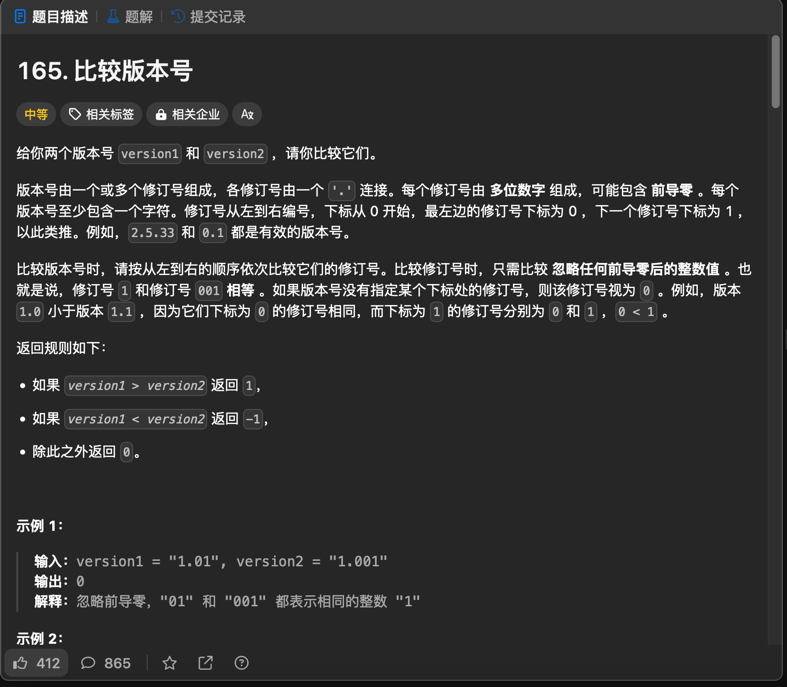 题目描述 题解 提交记录
165. 比较版本号
中等 相关标签 相关企业 Aあ
给你两个版本号 version1 和 version2 ，请你比较它们。
版本号由一个或多个修订号组成，各修订号由一个 '.' 连接。每个修订号由 多位数字 组成，可能包含 前导零 。每个
版本号至少包含一个字符。修订号从左到右编号，下标从 0 开始，最左边的修订号下标为 0 ，下一个修订号下标为 1 ，
以此类推。例如，2.5.33 和 0.1 都是有效的版本号。
比较版本号时，请按从左到右的顺序依次比较它们的修订号。比较修订号时，只需比较 忽略任何前导零后的整数值 。也
就是说，修订号 1 和修订号 001 相等 。如果版本号没有指定某个下标处的修订号，则该修订号视为 0 。例如，版本
1.0 小于版本 1.1 ，因为它们下标为 0 的修订号相同，而下标为 1 的修订号分别为 0 和 1 ，0 < 1 。
返回规则如下：
• 如果 version1 > version2 返回 1，
• 如果 version1 < version2 返回 -1，
• 除此之外返回 0。
示例 1：
输入：version1 = "1.01", version2 = "1.001"
输出：0
解释：忽略前导零，"01" 和 "001" 都表示相同的整数 "1"
示例 2：
412 865